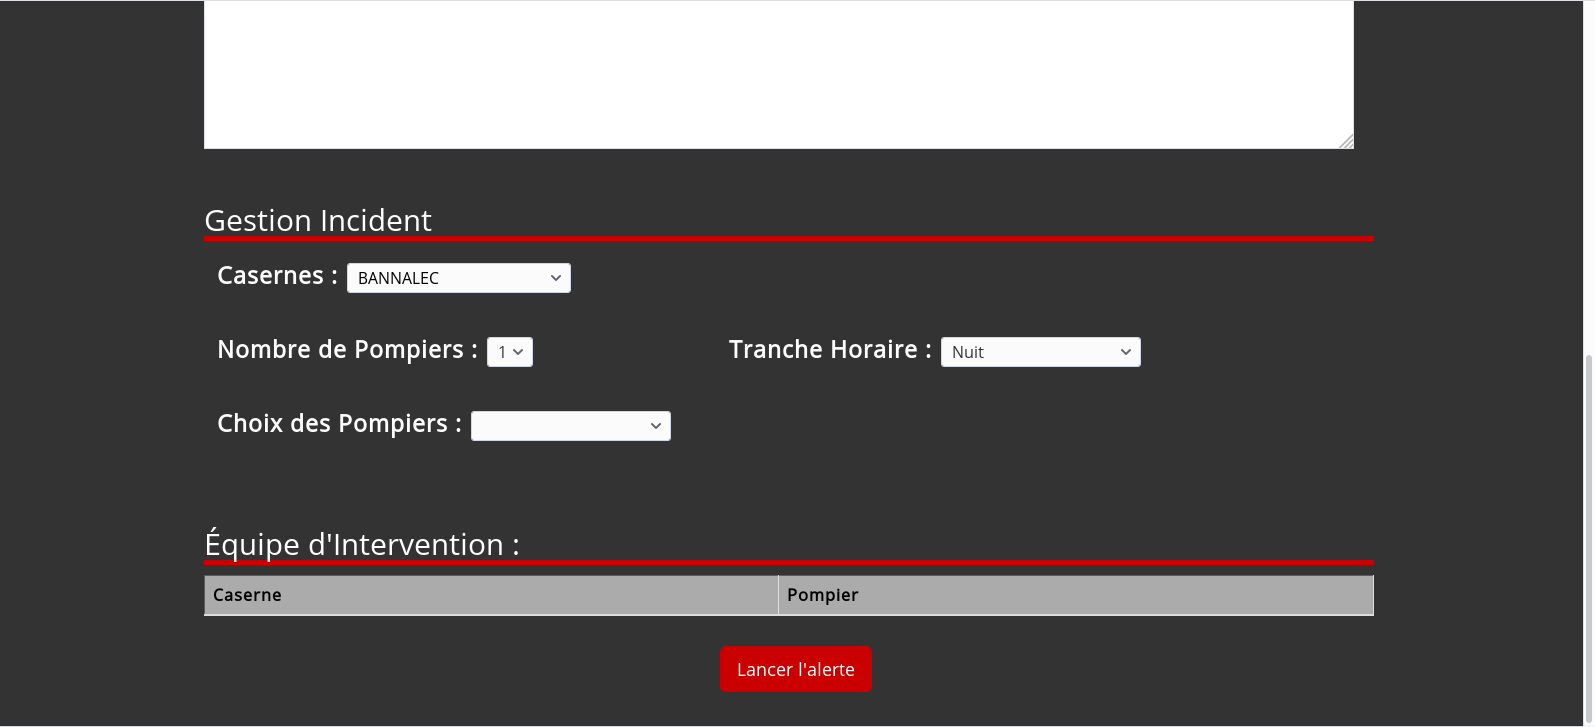 Gestion Incident
Casernes : BANNALEC
Nombre de Pompiers : 1 Tranche Horaire : Nuit
Choix des Pompiers :
Équipe d'Intervention :
Caserne Pompier
Lancer l'alerte